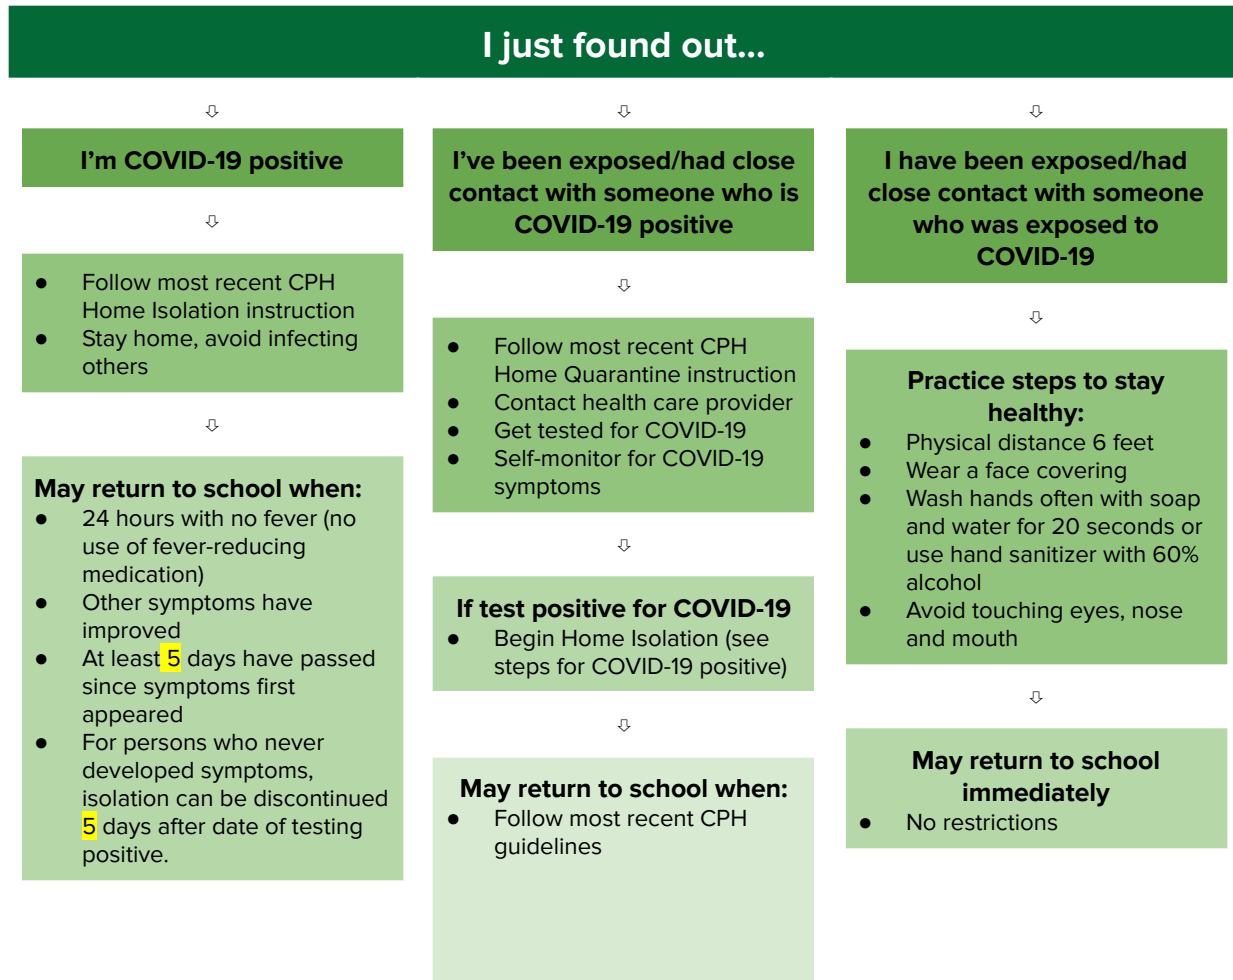 I just found out...
⇩
I’m COVID-19 positive
⇩
● Follow most recent CPH
Home Isolation instruction
● Stay home, avoid infecting
others
⇩
May return to school when:
● 24 hours with no fever (no
use of fever-reducing
medication)
● Other symptoms have
improved
● At least 5 days have passed
since symptoms first
appeared
● For persons who never
developed symptoms,
isolation can be discontinued
5 days after date of testing
positive.
⇩
I’ve been exposed/had close
contact with someone who is
COVID-19 positive
⇩
● Follow most recent CPH
Home Quarantine instruction
● Contact health care provider
● Get tested for COVID-19
● Self-monitor for COVID-19
symptoms
⇩
If test positive for COVID-19
● Begin Home Isolation (see
steps for COVID-19 positive)
⇩
May return to school when:
● Follow most recent CPH
guidelines
⇩
I have been exposed/had
close contact with someone
who was exposed to
COVID-19
⇩
Practice steps to stay
healthy:
● Physical distance 6 feet
● Wear a face covering
● Wash hands often with soap
and water for 20 seconds or
use hand sanitizer with 60%
alcohol
● Avoid touching eyes, nose
and mouth
⇩
May return to school
immediately
● No restrictions